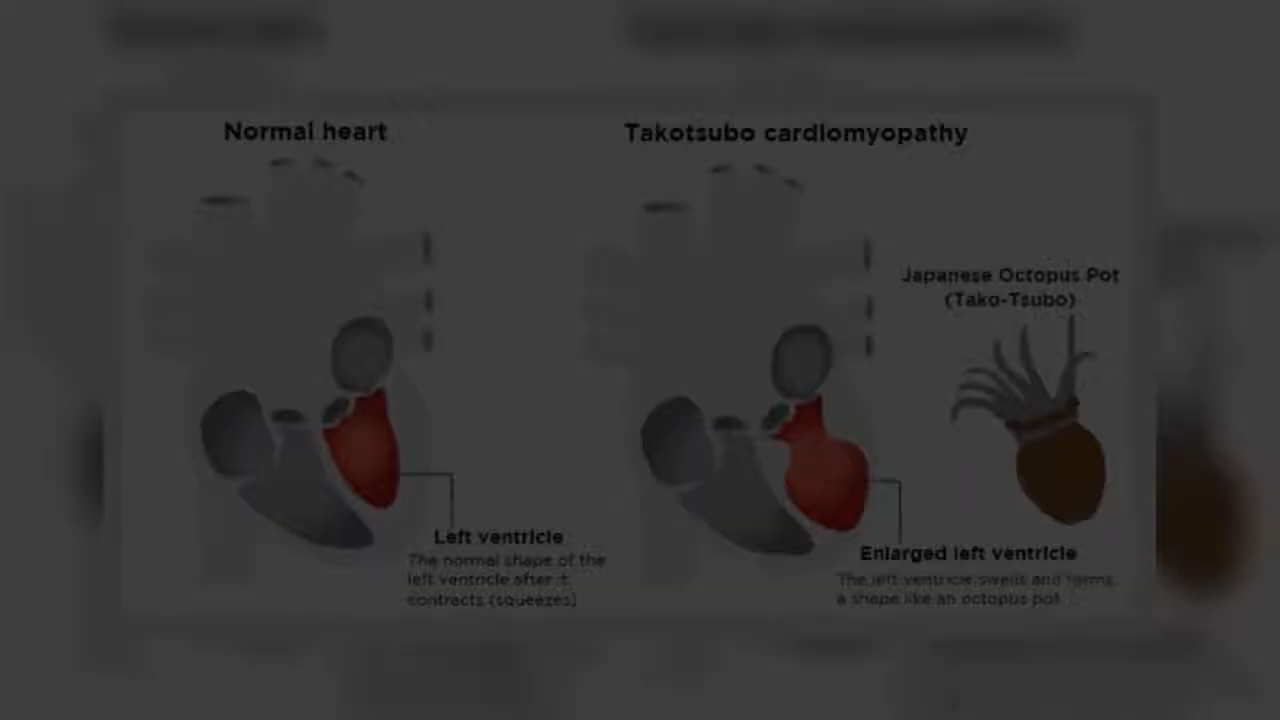 Normal heart
Takotsubo cardiomyopathy
Japanese Octopus Pot
(Tako-Tsubo)
Left ventricle
The normal shape of the
left ventricle after it
contracts (squeezes)
Enlarged left ventricle
The left ventricle swells and forms
a shape like an octopus pot